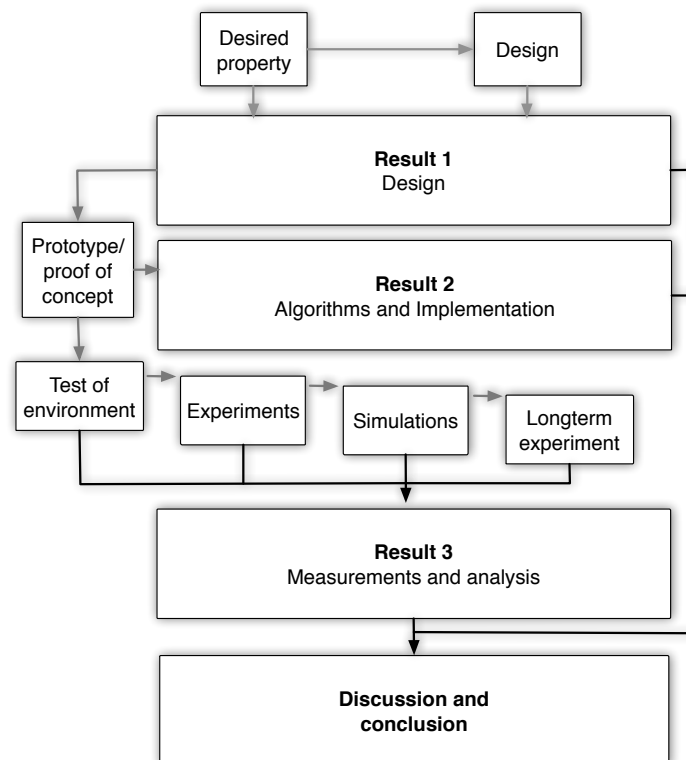 Desired
property
Design
Result 1
Design
Prototype/
proof of
concept
Result 2
Algorithms and Implementation
Test of
environment
Experiments
Simulations
Longterm
experiment
Result 3
Measurements and analysis
Discussion and
conclusion